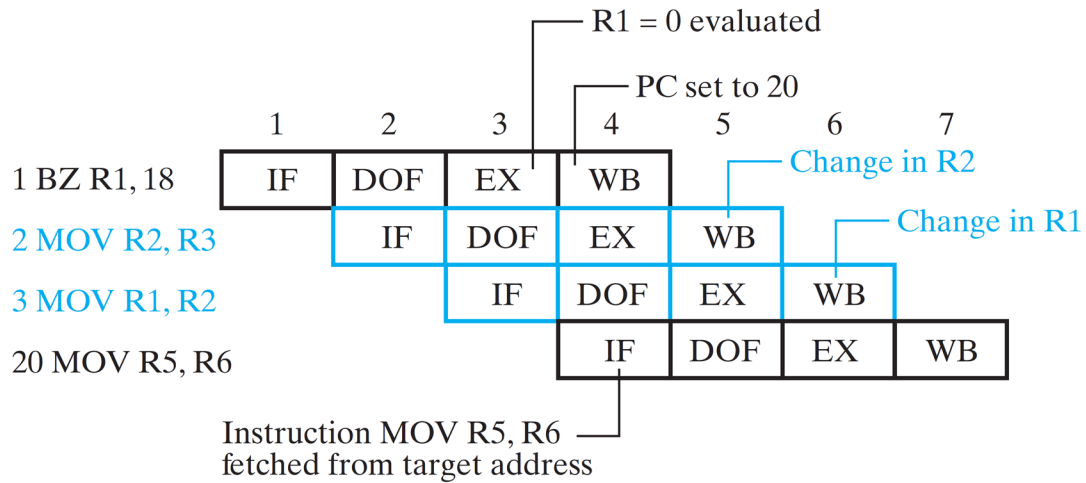 R1 = 0 evaluated
PC set to 20
1 2 3 4 5 6 7
1 BZ R1, 18 IF DOF EX WB Change in R2
2 MOV R2, R3 IF DOF EX WB Change in R1
3 MOV R1, R2 IF DOF EX WB
20 MOV R5, R6 IF DOF EX WB
Instruction MOV R5, R6
fetched from target address